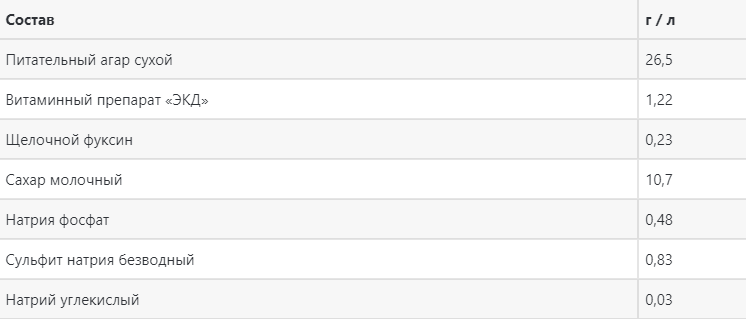 Состав г / л
Питательный агар сухой 26,5
Витаминный препарат «ЭКД» 1,22
Щелочной фуксин 0,23
Сахар молочный 10,7
Натрия фосфат 0,48
Сульфит натрия безводный 0,83
Натрий углекислый 0,03